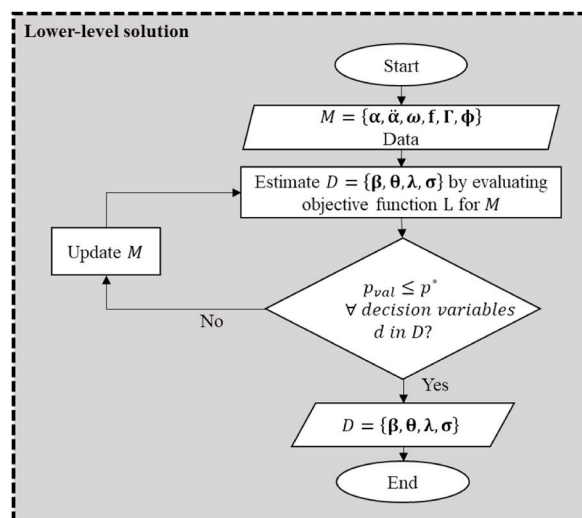 Lower-level solution
Start
M = {α, α̈, ω, f, Γ, ϕ}
Data
Estimate D = {β, θ, λ, σ} by evaluating
objective function L for M
Update M
p_val ≤ p*
∀ decision variables
d in D?
No
Yes
D = {β, θ, λ, σ}
End